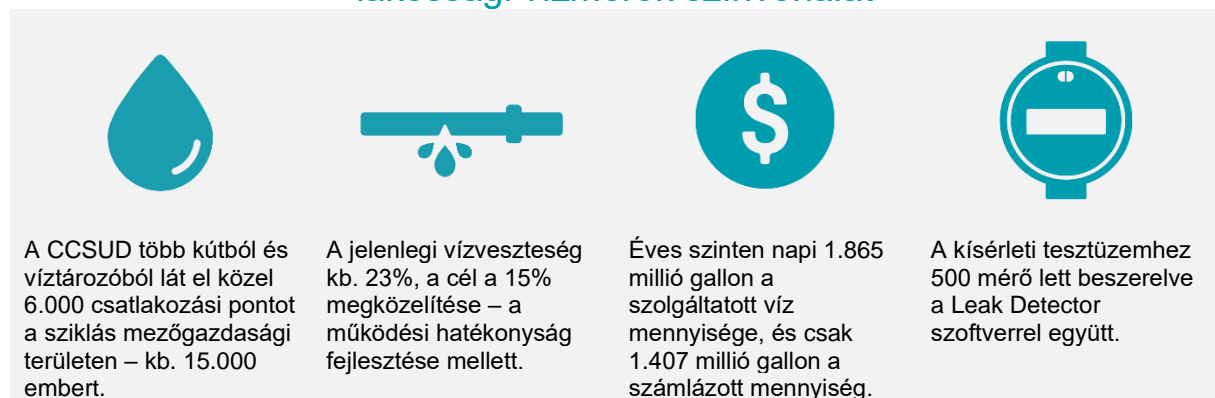 A CCSUD több kútból és
víztározóból lát el közel
6.000 csatlakozási pontot
a sziklás mezőgazdasági
területen – kb. 15.000
embert.
A jelenlegi vízveszteség
kb. 23%, a cél a 15%
megközelítése – a
működési hatékonyság
fejlesztése mellett.
Éves szinten napi 1.865
millió gallon a
szolgáltatott víz
mennyisége, és csak
1.407 millió gallon a
számlázott mennyiség.
A kísérleti tesztüzemhez
500 mérő lett beszerelve
a Leak Detector
szoftverrel együtt.